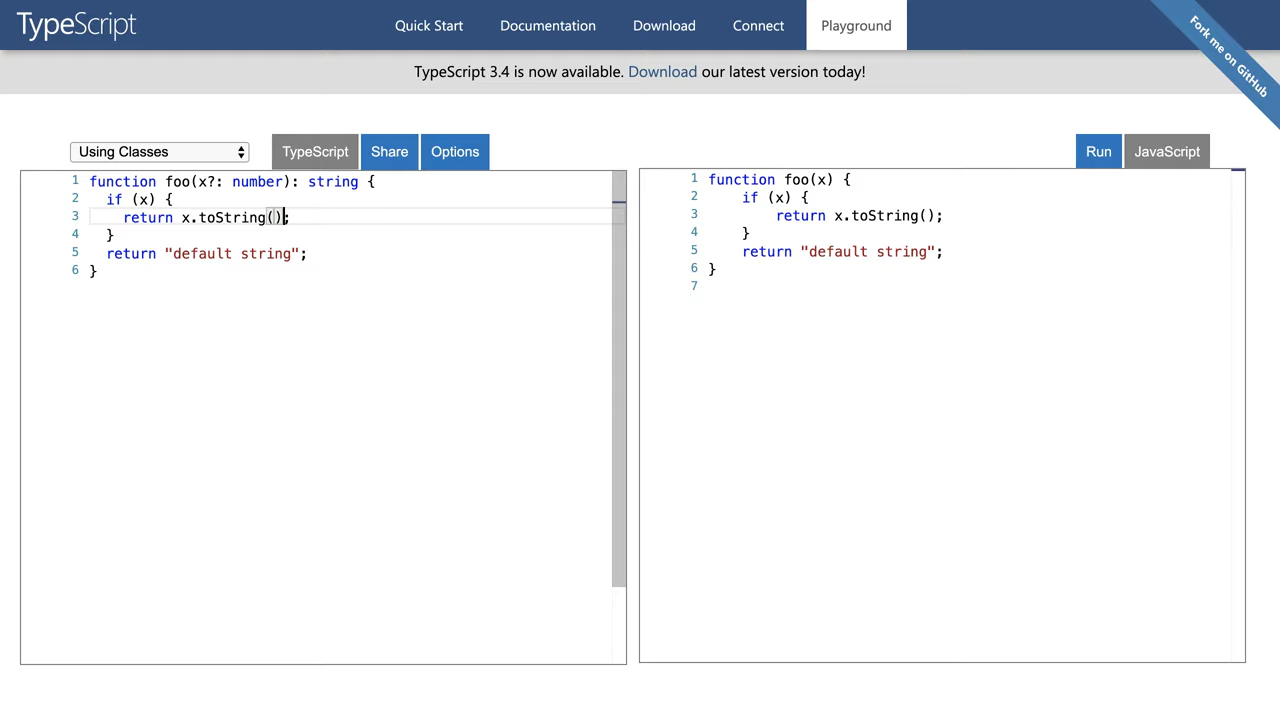 TypeScript
Quick Start Documentation Download Connect Playground
Fork me on GitHub
TypeScript 3.4 is now available. Download our latest version today!
Using Classes TypeScript Share Options
Run JavaScript
1 function foo(x?: number): string {
2 if (x) {
3 return x.toString();
4 }
5 return "default string";
6 }
1 function foo(x) {
2 if (x) {
3 return x.toString();
4 }
5 return "default string";
6 }
7